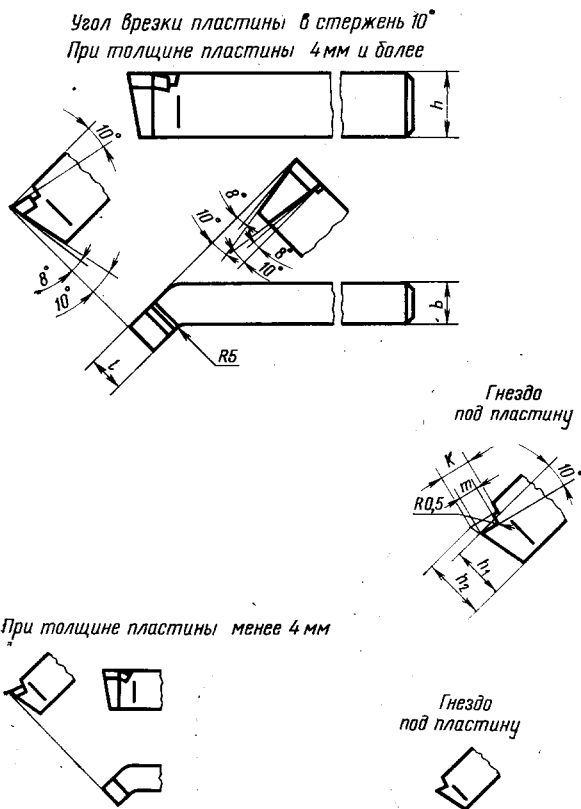 Угол врезки пластины в стержень 10°
При толщине пластины 4 мм и более
h
10°
8°
10°
8°
10°
8°
10°
b
R5
l
Гнездо
под пластину
K
m
10°
R0,5
h₁
h₂
При толщине пластины менее 4 мм
Гнездо
под пластину